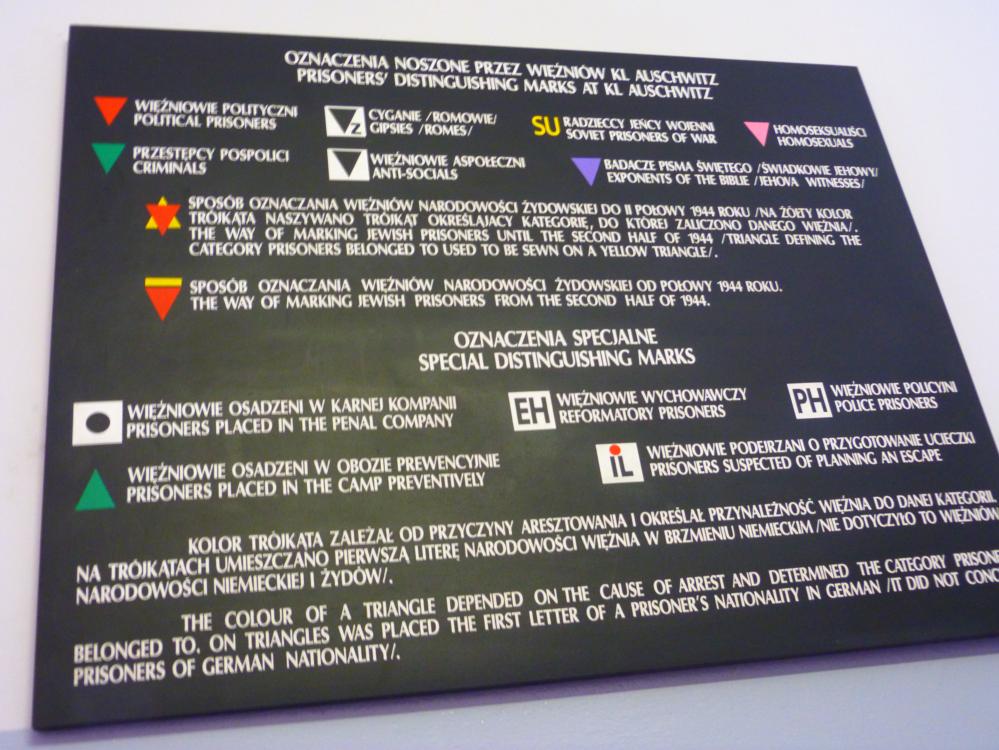 OZNACZENIA NOSZONE PRZEZ WIĘŹNIÓW KL AUSCHWITZ
PRISONERS' DISTINGUISHING MARKS AT KL AUSCHWITZ
WIĘŹNIOWIE POLITYCZNI
POLITICAL PRISONERS
Z
CYGANIE /ROMOWIE/
GIPSIES /ROMES/
SU
RADZIECCY JEŃCY WOJENNI
SOVIET PRISONERS OF WAR
HOMOSEKSUALIŚCI
HOMOSEXUALS
PRZESTĘPCY POSPOLICI
CRIMINALS
WIĘŹNIOWIE ASPOŁECZNI
ANTI-SOCIALS
BADACZE PISMA ŚWIĘTEGO /ŚWIADKOWIE JEHOWY/
EXPONENTS OF THE BIBLIE /JEHOVA WITNESSES/
SPOSÓB OZNACZANIA WIĘŹNIÓW NARODOWOŚCI ŻYDOWSKIEJ DO II POŁOWY 1944 ROKU /NA ŻÓŁTY KOLOR
TRÓJKĄTA NASZYWANO TRÓJKĄT OKREŚLAJĄCY KATEGORIĘ, DO KTÓREJ ZALICZONO DANEGO WIĘŹNIA/.
THE WAY OF MARKING JEWISH PRISONERS UNTIL THE SECOND HALF OF 1944 /TRIANGLE DEFINING THE
CATEGORY PRISONERS BELONGED TO USED TO BE SEWN ON A YELLOW TRIANGLE/.
SPOSÓB OZNACZANIA WIĘŹNIÓW NARODOWOŚCI ŻYDOWSKIEJ OD POŁOWY 1944 ROKU.
THE WAY OF MARKING JEWISH PRISONERS FROM THE SECOND HALF OF 1944.
OZNACZENIA SPECJALNE
SPECIAL DISTINGUISHING MARKS
WIĘŹNIOWIE OSADZENI W KARNEJ KOMPANII
PRISONERS PLACED IN THE PENAL COMPANY
EH
WIĘŹNIOWIE WYCHOWAWCZY
REFORMATORY PRISONERS
PH
WIĘŹNIOWIE POLICYJNI
POLICE PRISONERS
WIĘŹNIOWIE OSADZENI W OBOZIE PREWENCYJNIE
PRISONERS PLACED IN THE CAMP PREVENTIVELY
iL
WIĘŹNIOWIE PODEJRZANI O PRZYGOTOWANIE UCIECZKI
PRISONERS SUSPECTED OF PLANNING AN ESCAPE
KOLOR TRÓJKĄTA ZALEŻAŁ OD PRZYCZYNY ARESZTOWANIA I OKREŚLAŁ PRZYNALEŻNOŚĆ WIĘŹNIA DO DANEJ KATEGORII.
NA TRÓJKĄTACH UMIESZCZANO PIERWSZĄ LITERĘ NARODOWOŚCI WIĘŹNIA W BRZMIENIU NIEMIECKIM /NIE DOTYCZYŁO TO WIĘŹNIÓW
NARODOWOŚCI NIEMIECKIEJ I ŻYDÓW/.
THE COLOUR OF A TRIANGLE DEPENDED ON THE CAUSE OF ARREST AND DETERMINED THE CATEGORY PRISONE
BELONGED TO. ON TRIANGLES WAS PLACED THE FIRST LETTER OF A PRISONER'S NATIONALITY IN GERMAN /IT DID NOT CONC
PRISONERS OF GERMAN NATIONALITY/.